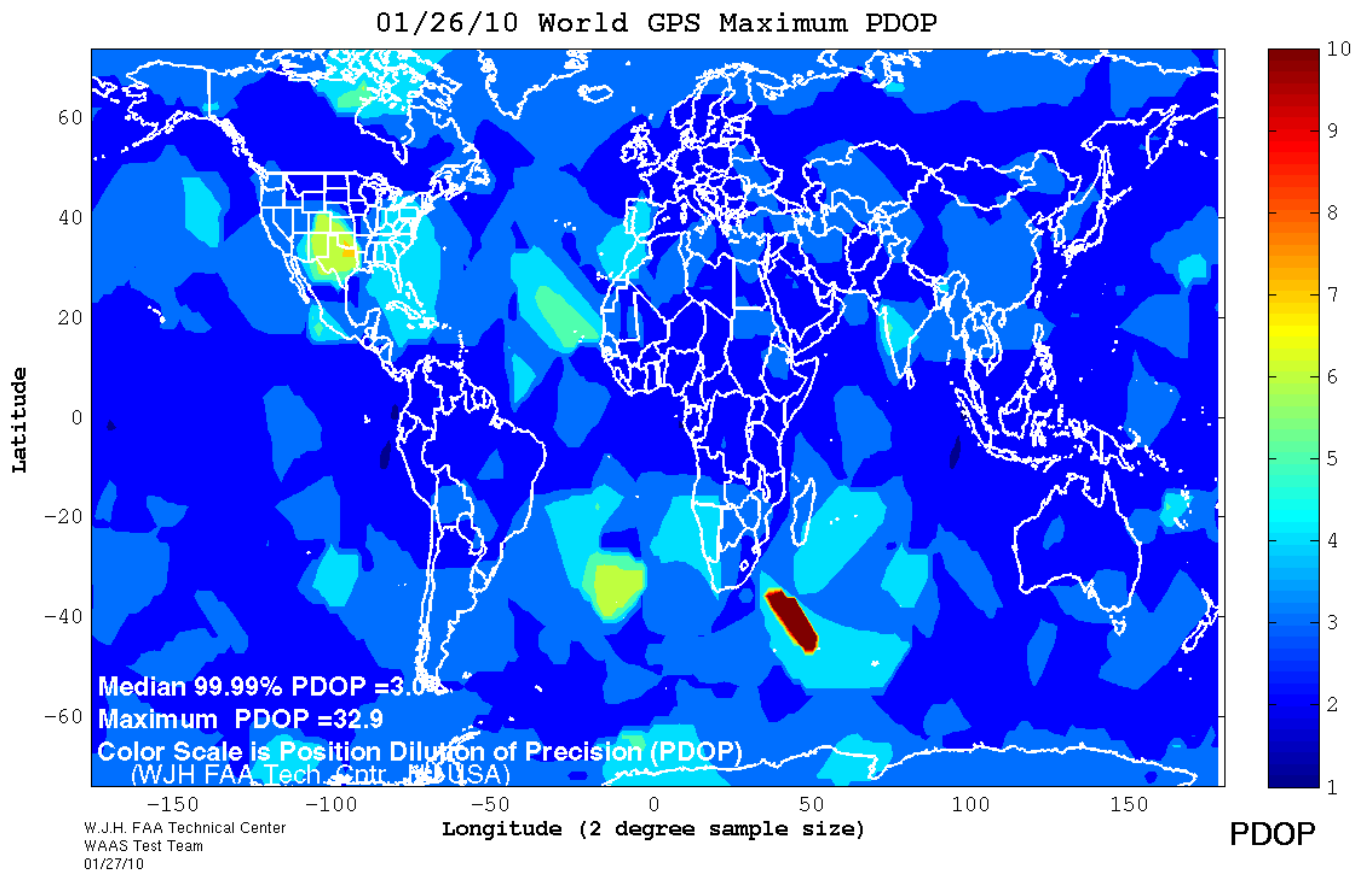 01/26/10 World GPS Maximum PDOP
10
9
8
7
6
5
4
3
2
1
60
40
20
0
−20
−40
−60
Latitude
Median 99.99% PDOP =3.0
Maximum PDOP =32.9
Color Scale is Position Dilution of Precision (PDOP)
(WJH FAA Tech. Cntr. USA)
−150 −100 −50 0 50 100 150
Longitude (2 degree sample size)
PDOP
W.J.H. FAA Technical Center
WAAS Test Team
01/27/10